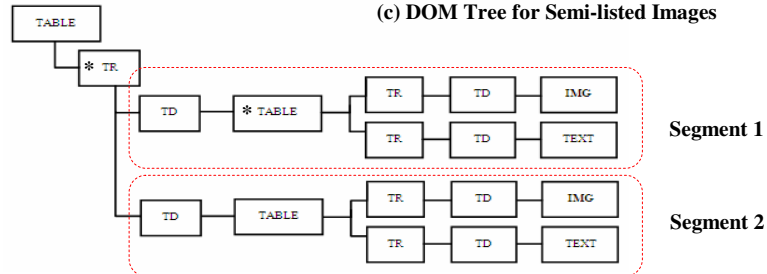 (c) DOM Tree for Semi-listed Images
TABLE
* TR
TD
* TABLE
TR
TD
IMG
TR
TD
TEXT
Segment 1
TD
TABLE
TR
TD
IMG
TR
TD
TEXT
Segment 2